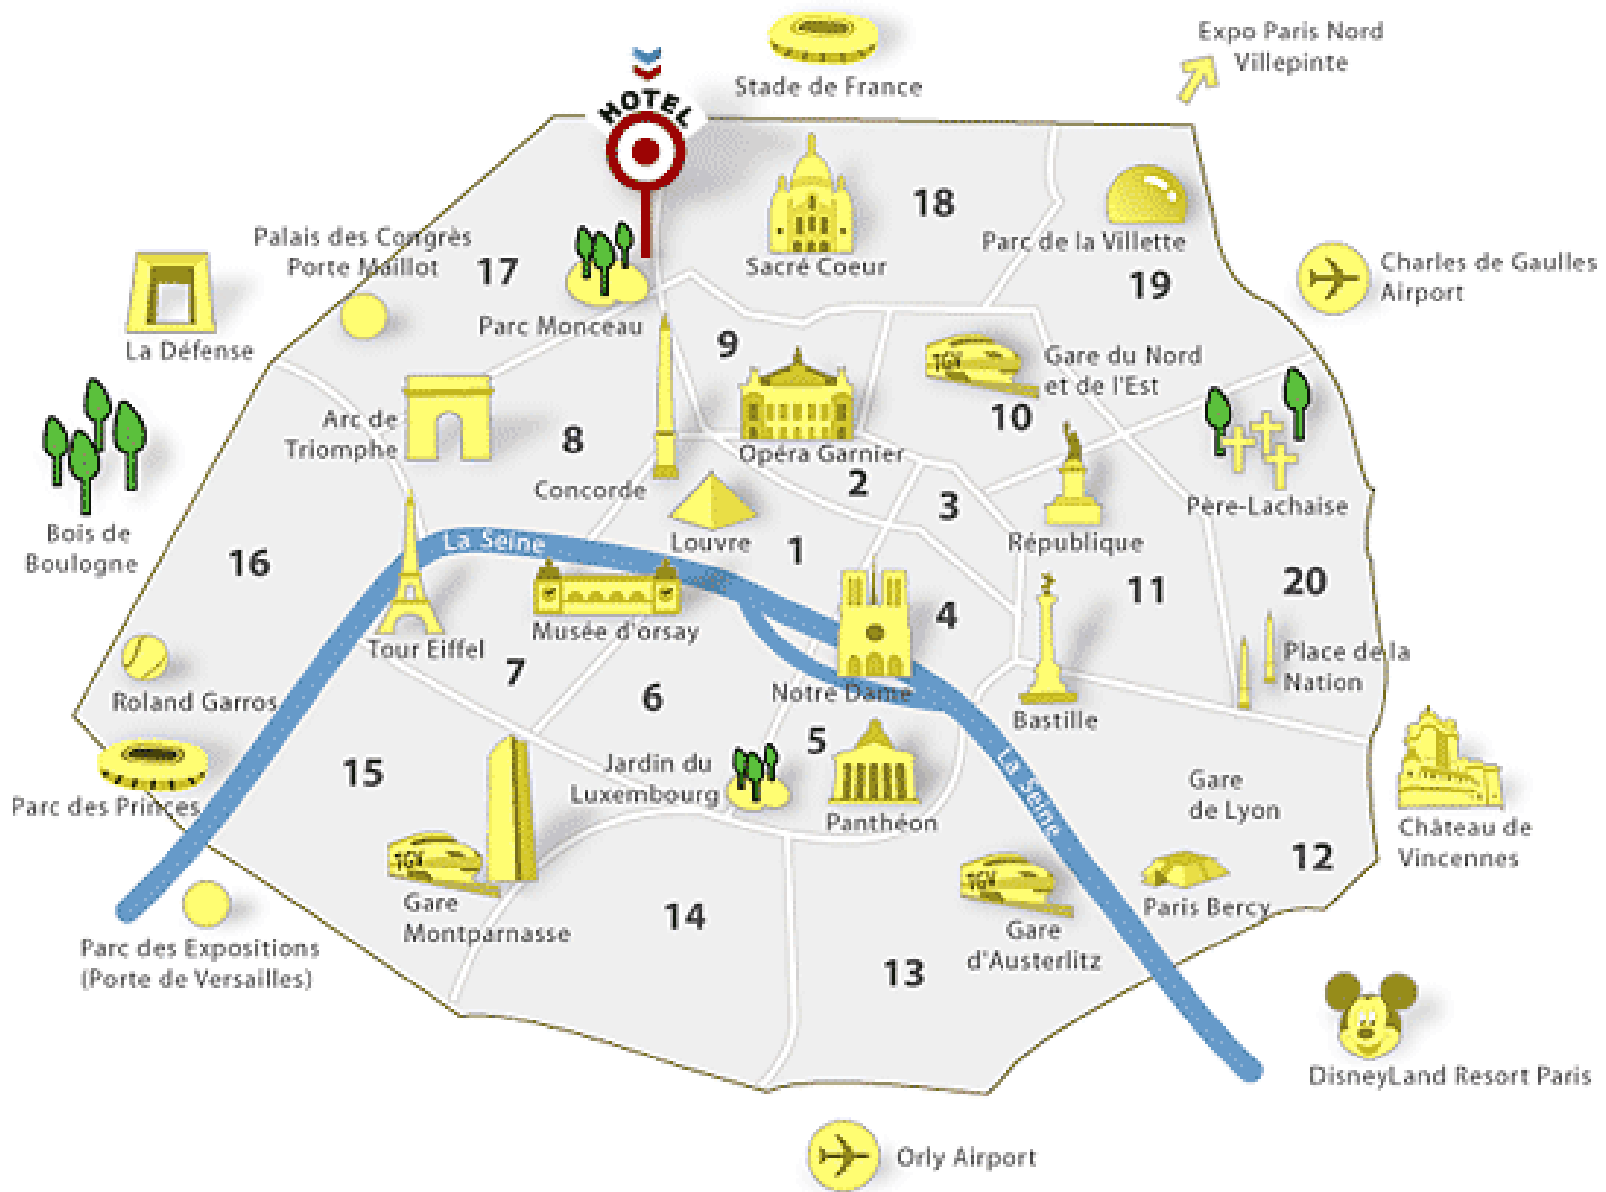 Expo Paris Nord
Villepinte
Stade de France
HOTEL
18
Parc de la Villette
Palais des Congrès
Porte Maillot
17
Sacré Coeur
19
Charles de Gaulles
Airport
Parc Monceau
La Défense
9
TGV
Gare du Nord
et de l'Est
10
Arc de
Triomphe
8
Opéra Garnier
2
Concorde
3
Père-Lachaise
Bois de
Boulogne
La Seine
Louvre
1
République
16
11
20
4
Musée d'orsay
Tour Eiffel
7
Place de la
Nation
Roland Garros
6
Notre Dame
Bastille
5
15
Jardin du
Luxembourg
La Seine
Gare
de Lyon
Parc des Princes
Panthéon
Château de
Vincennes
12
TGV
Gare
Montparnasse
14
TGV
Paris Bercy
Gare
d'Austerlitz
Parc des Expositions
(Porte de Versailles)
13
DisneyLand Resort Paris
Orly Airport